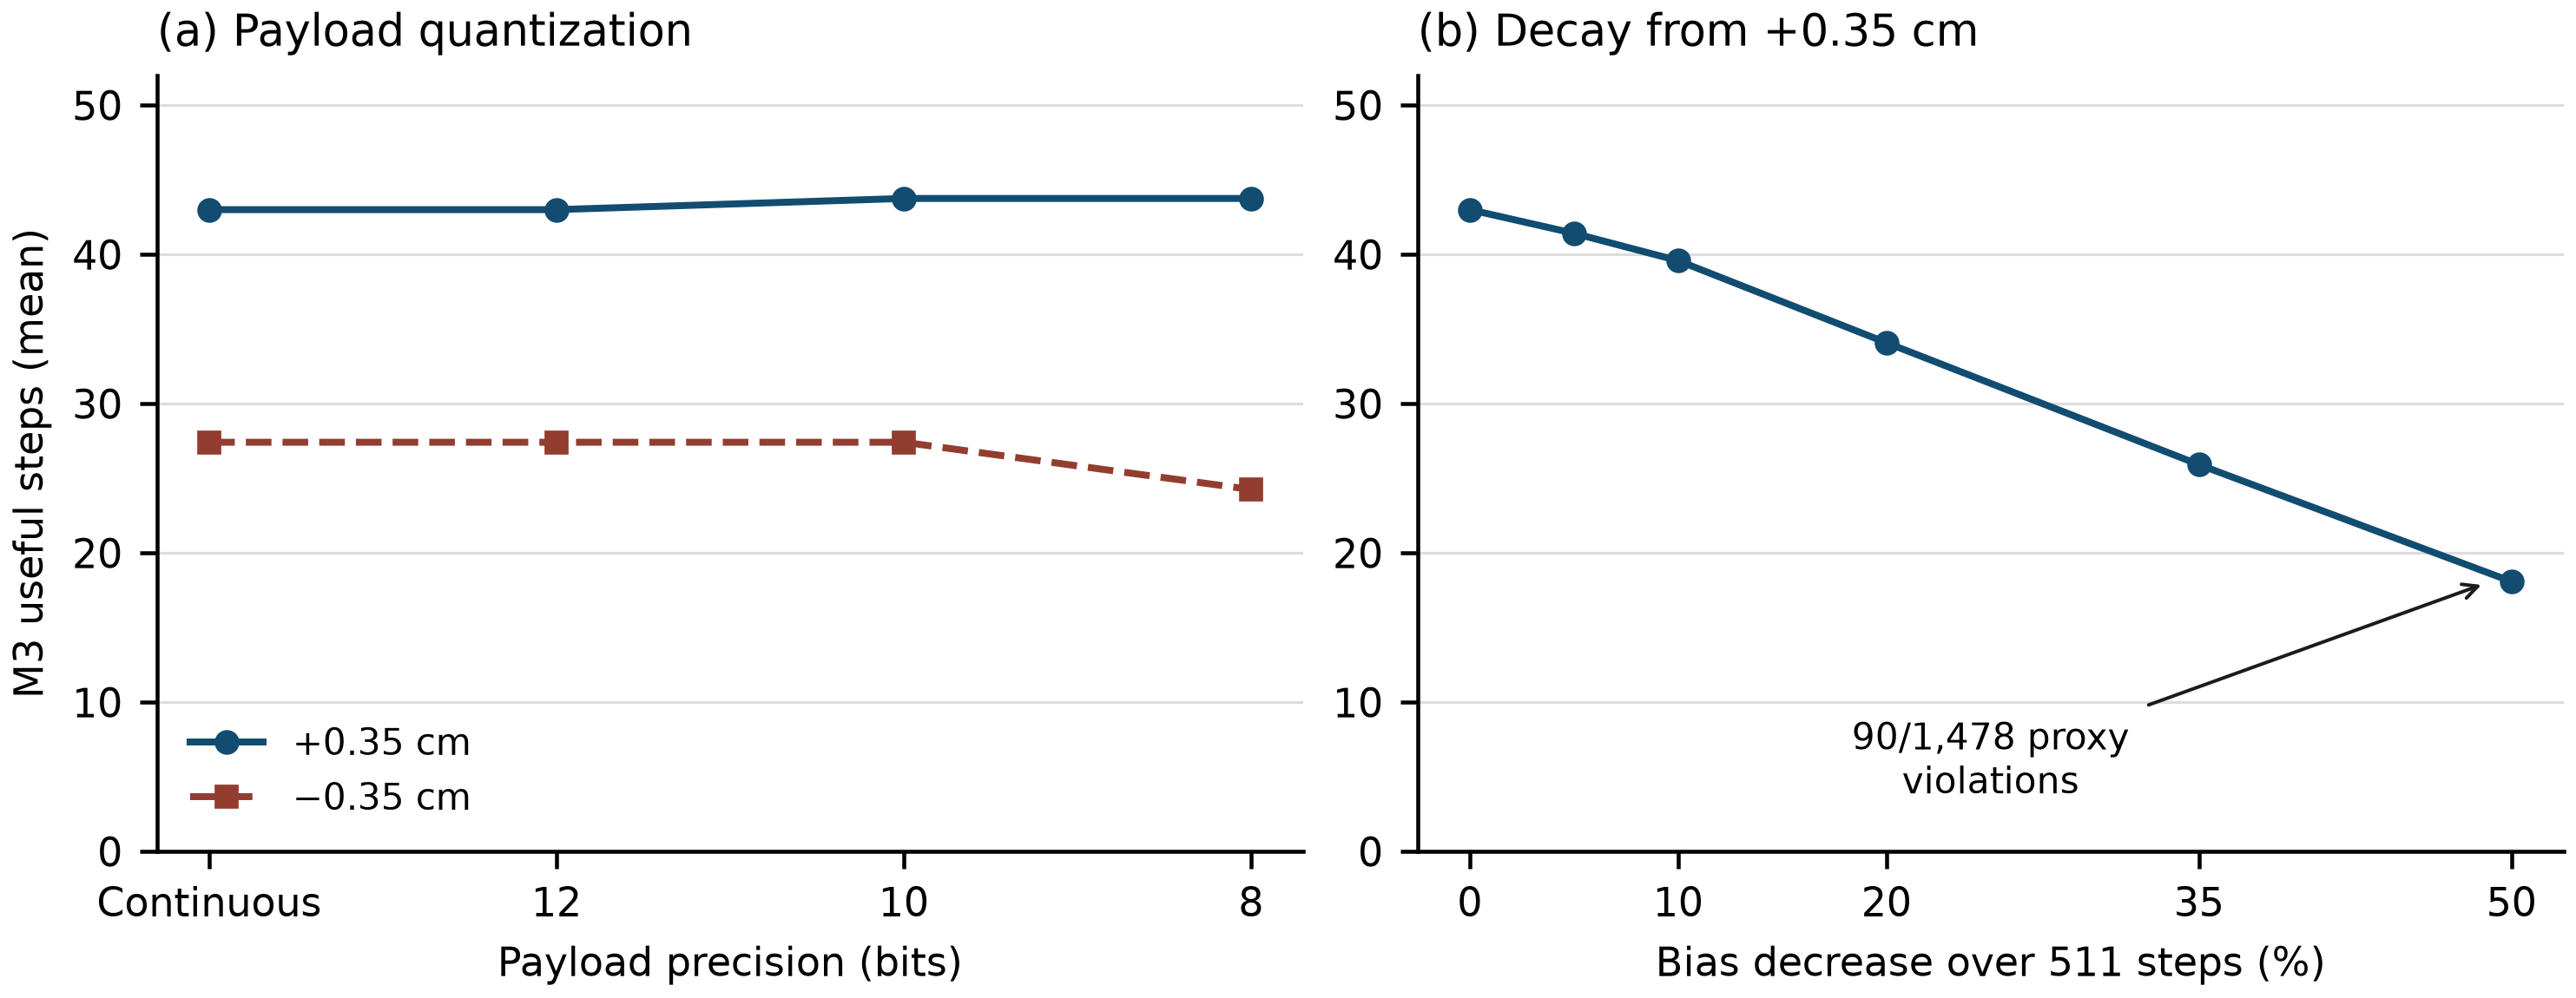 (a) Payload quantization
M3 useful steps (mean)
50
40
30
20
10
0
+0.35 cm
−0.35 cm
Continuous 12 10 8
Payload precision (bits)
(b) Decay from +0.35 cm
50
40
30
20
10
0
90/1,478 proxy
violations
0 10 20 35 50
Bias decrease over 511 steps (%)